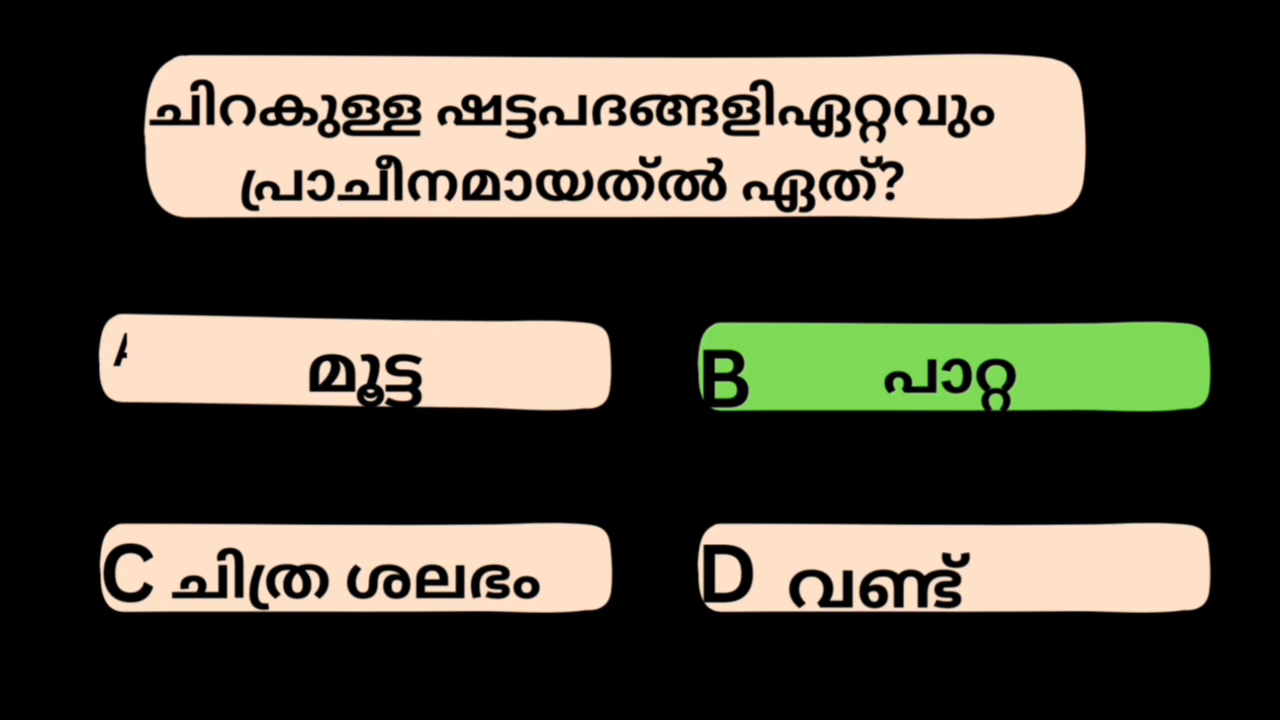 ചിറകുള്ള ഷട്ടപദങ്ങളിഏറ്റവും
പ്രാചീനമായത്ൽ ഏത്?
A മൂട്ട
B പാറ്റ
C ചിത്ര ശലഭം
D വണ്ട്